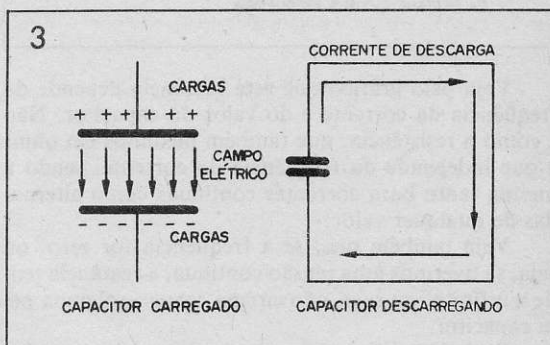 3
CORRENTE DE DESCARGA
CARGAS
+ + + + + +
CAMPO
ELÉTRICO
- - - - - - -
CARGAS
CAPACITOR CARREGADO
CAPACITOR DESCARREGANDO